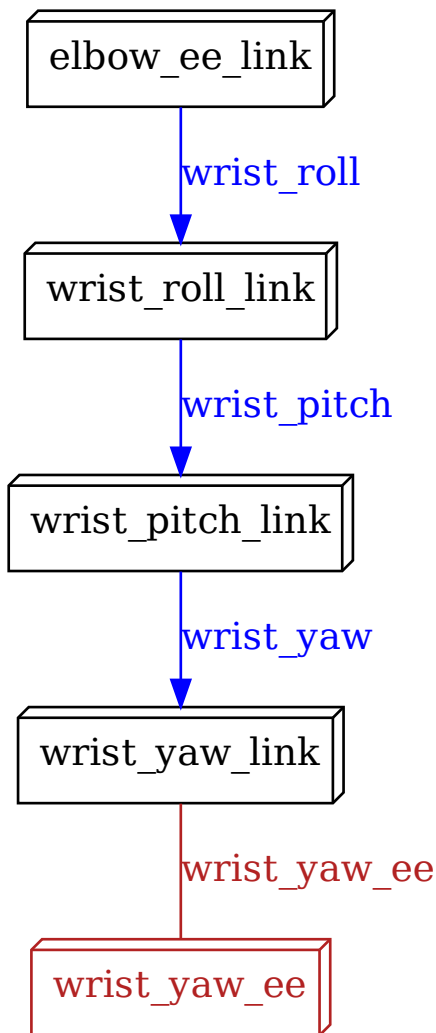 elbow_ee_link
wrist_roll
wrist_roll_link
wrist_pitch
wrist_pitch_link
wrist_yaw
wrist_yaw_link
wrist_yaw_ee
wrist_yaw_ee